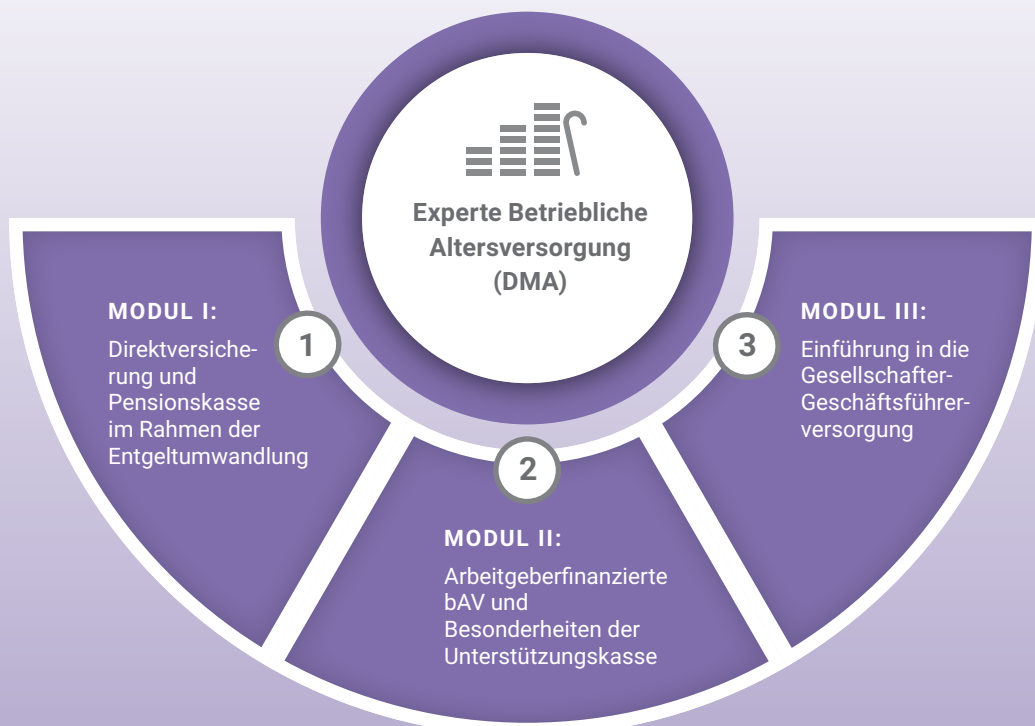 Experte Betriebliche
Altersversorgung
(DMA)
MODUL I:
Direktversiche-
rung und
Pensionskasse
im Rahmen der
Entgeltumwandlung
1
2
MODUL II:
Arbeitgeberfinanzierte
bAV und
Besonderheiten der
Unterstützungskasse
3
MODUL III:
Einführung in die
Gesellschafter-
Geschäftsführer-
versorgung